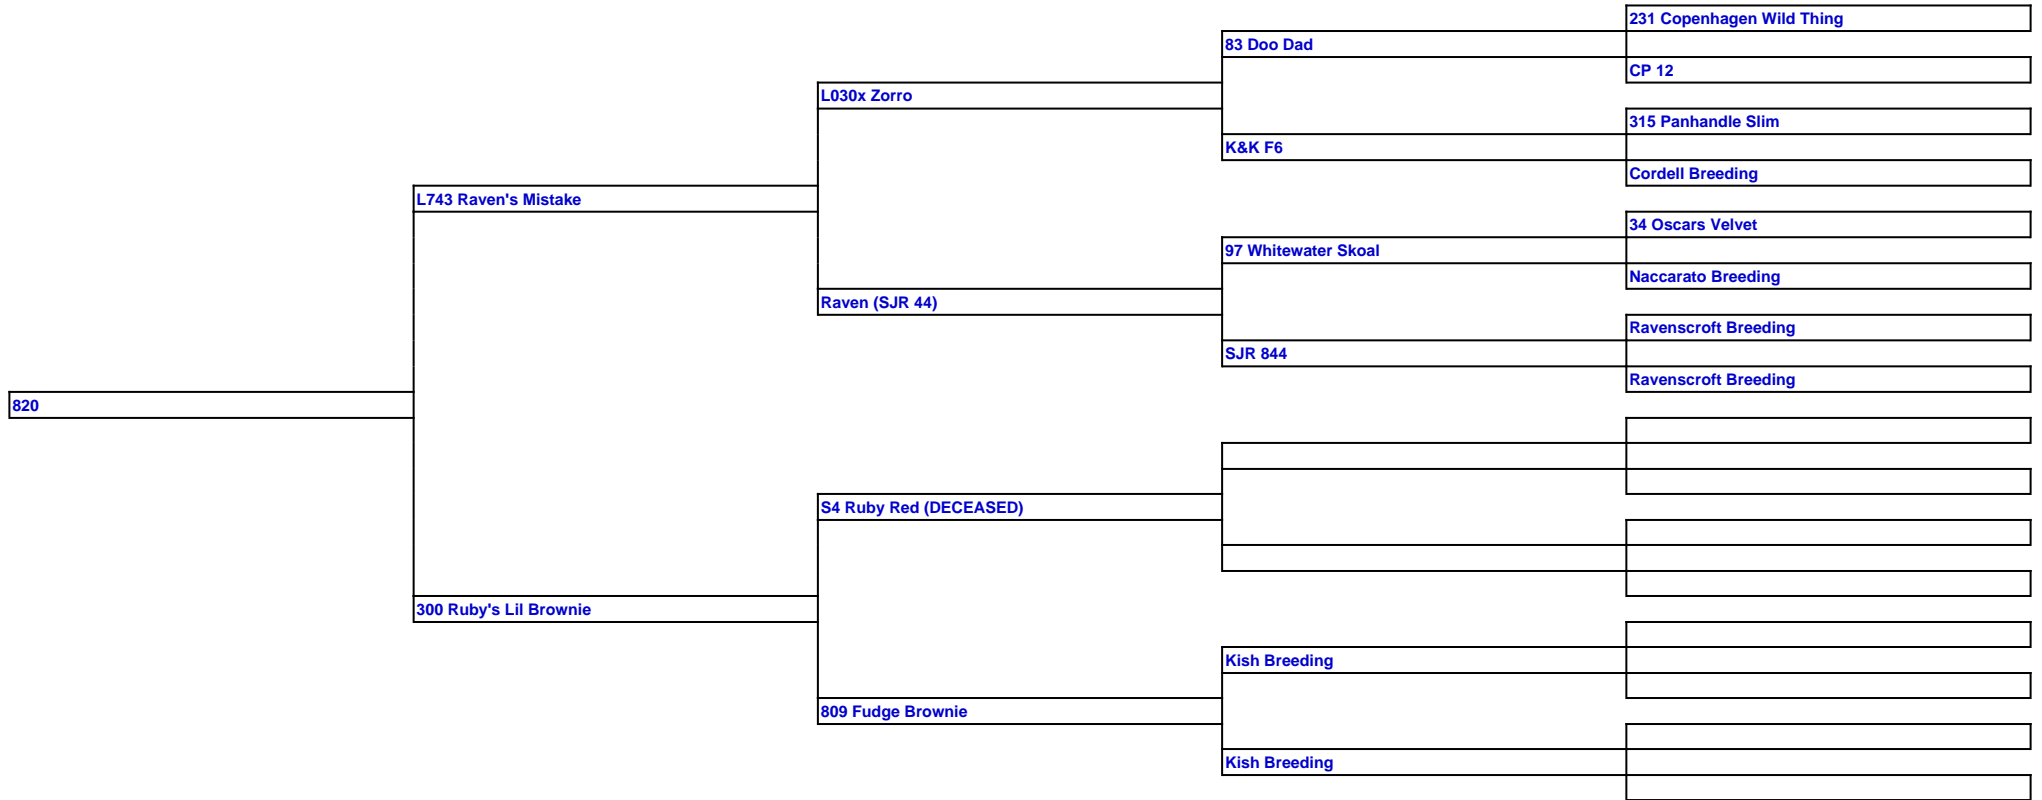 231 Copenhagen Wild Thing
83 Doo Dad
CP 12
L030x Zorro
315 Panhandle Slim
K&K F6
Cordell Breeding
L743 Raven's Mistake
34 Oscars Velvet
97 Whitewater Skoal
Naccarato Breeding
Raven (SJR 44)
Ravenscroft Breeding
SJR 844
Ravenscroft Breeding
820
S4 Ruby Red (DECEASED)
300 Ruby's Lil Brownie
Kish Breeding
809 Fudge Brownie
Kish Breeding